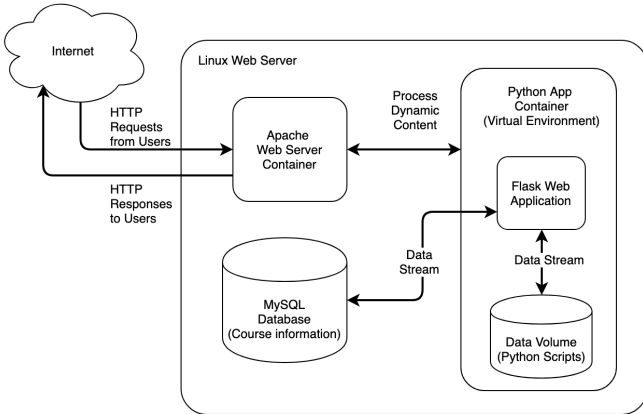 Internet
Linux Web Server
HTTP
Requests
from Users
HTTP
Responses
to Users
Apache
Web Server
Container
Process
Dynamic
Content
Python App
Container
(Virtual Environment)
Flask Web
Application
Data
Stream
Data Stream
MySQL
Database
(Course information)
Data Volume
(Python Scripts)